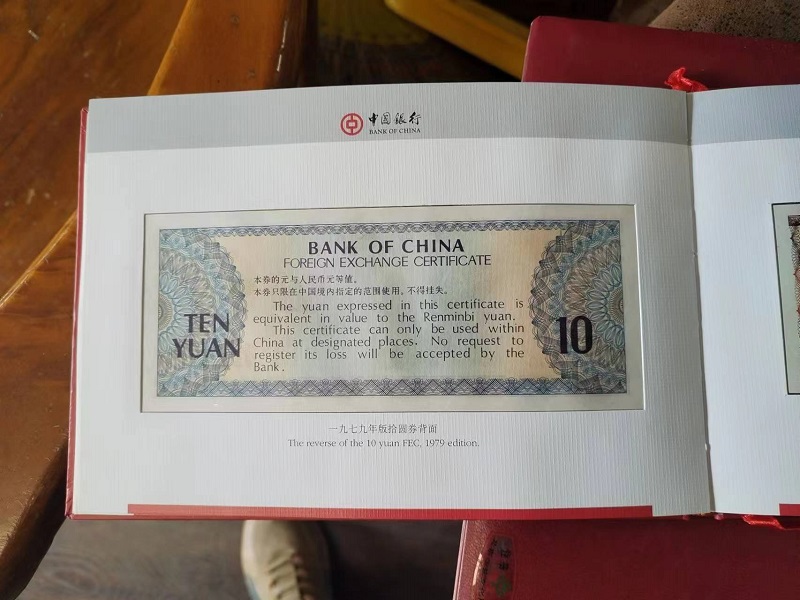 中国银行
BANK OF CHINA
BANK OF CHINA
FOREIGN EXCHANGE CERTIFICATE
本券的元与人民币元等值。
本券只限在中国境内指定的范围使用，不得挂失。
The yuan expressed in this certificate is
equivalent in value to the Renminbi yuan.
This certificate can only be used within
China at designated places. No request to
register its loss will be accepted by the
Bank.
TEN
YUAN
10
一九七九年版拾圆券背面
The reverse of the 10 yuan FEC, 1979 edition.